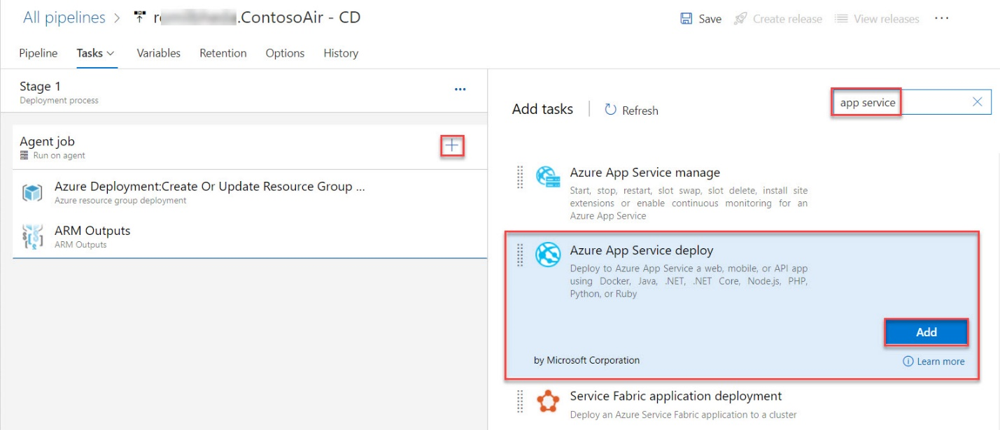 All pipelines > .ContosoAir - CD
Save Create release View releases ...
Pipeline Tasks Variables Retention Options History
Stage 1
Deployment process
...
Agent job
Run on agent
+
Azure Deployment:Create Or Update Resource Group ...
Azure resource group deployment
ARM Outputs
ARM Outputs
Add tasks | Refresh
app service
Azure App Service manage
Start, stop, restart, slot swap, slot delete, install site
extensions or enable continuous monitoring for an
Azure App Service
Azure App Service deploy
Deploy to Azure App Service a web, mobile, or API app
using Docker, Java, .NET, .NET Core, Node.js, PHP,
Python, or Ruby
Add
by Microsoft Corporation
Learn more
Service Fabric application deployment
Deploy an Azure Service Fabric application to a cluster